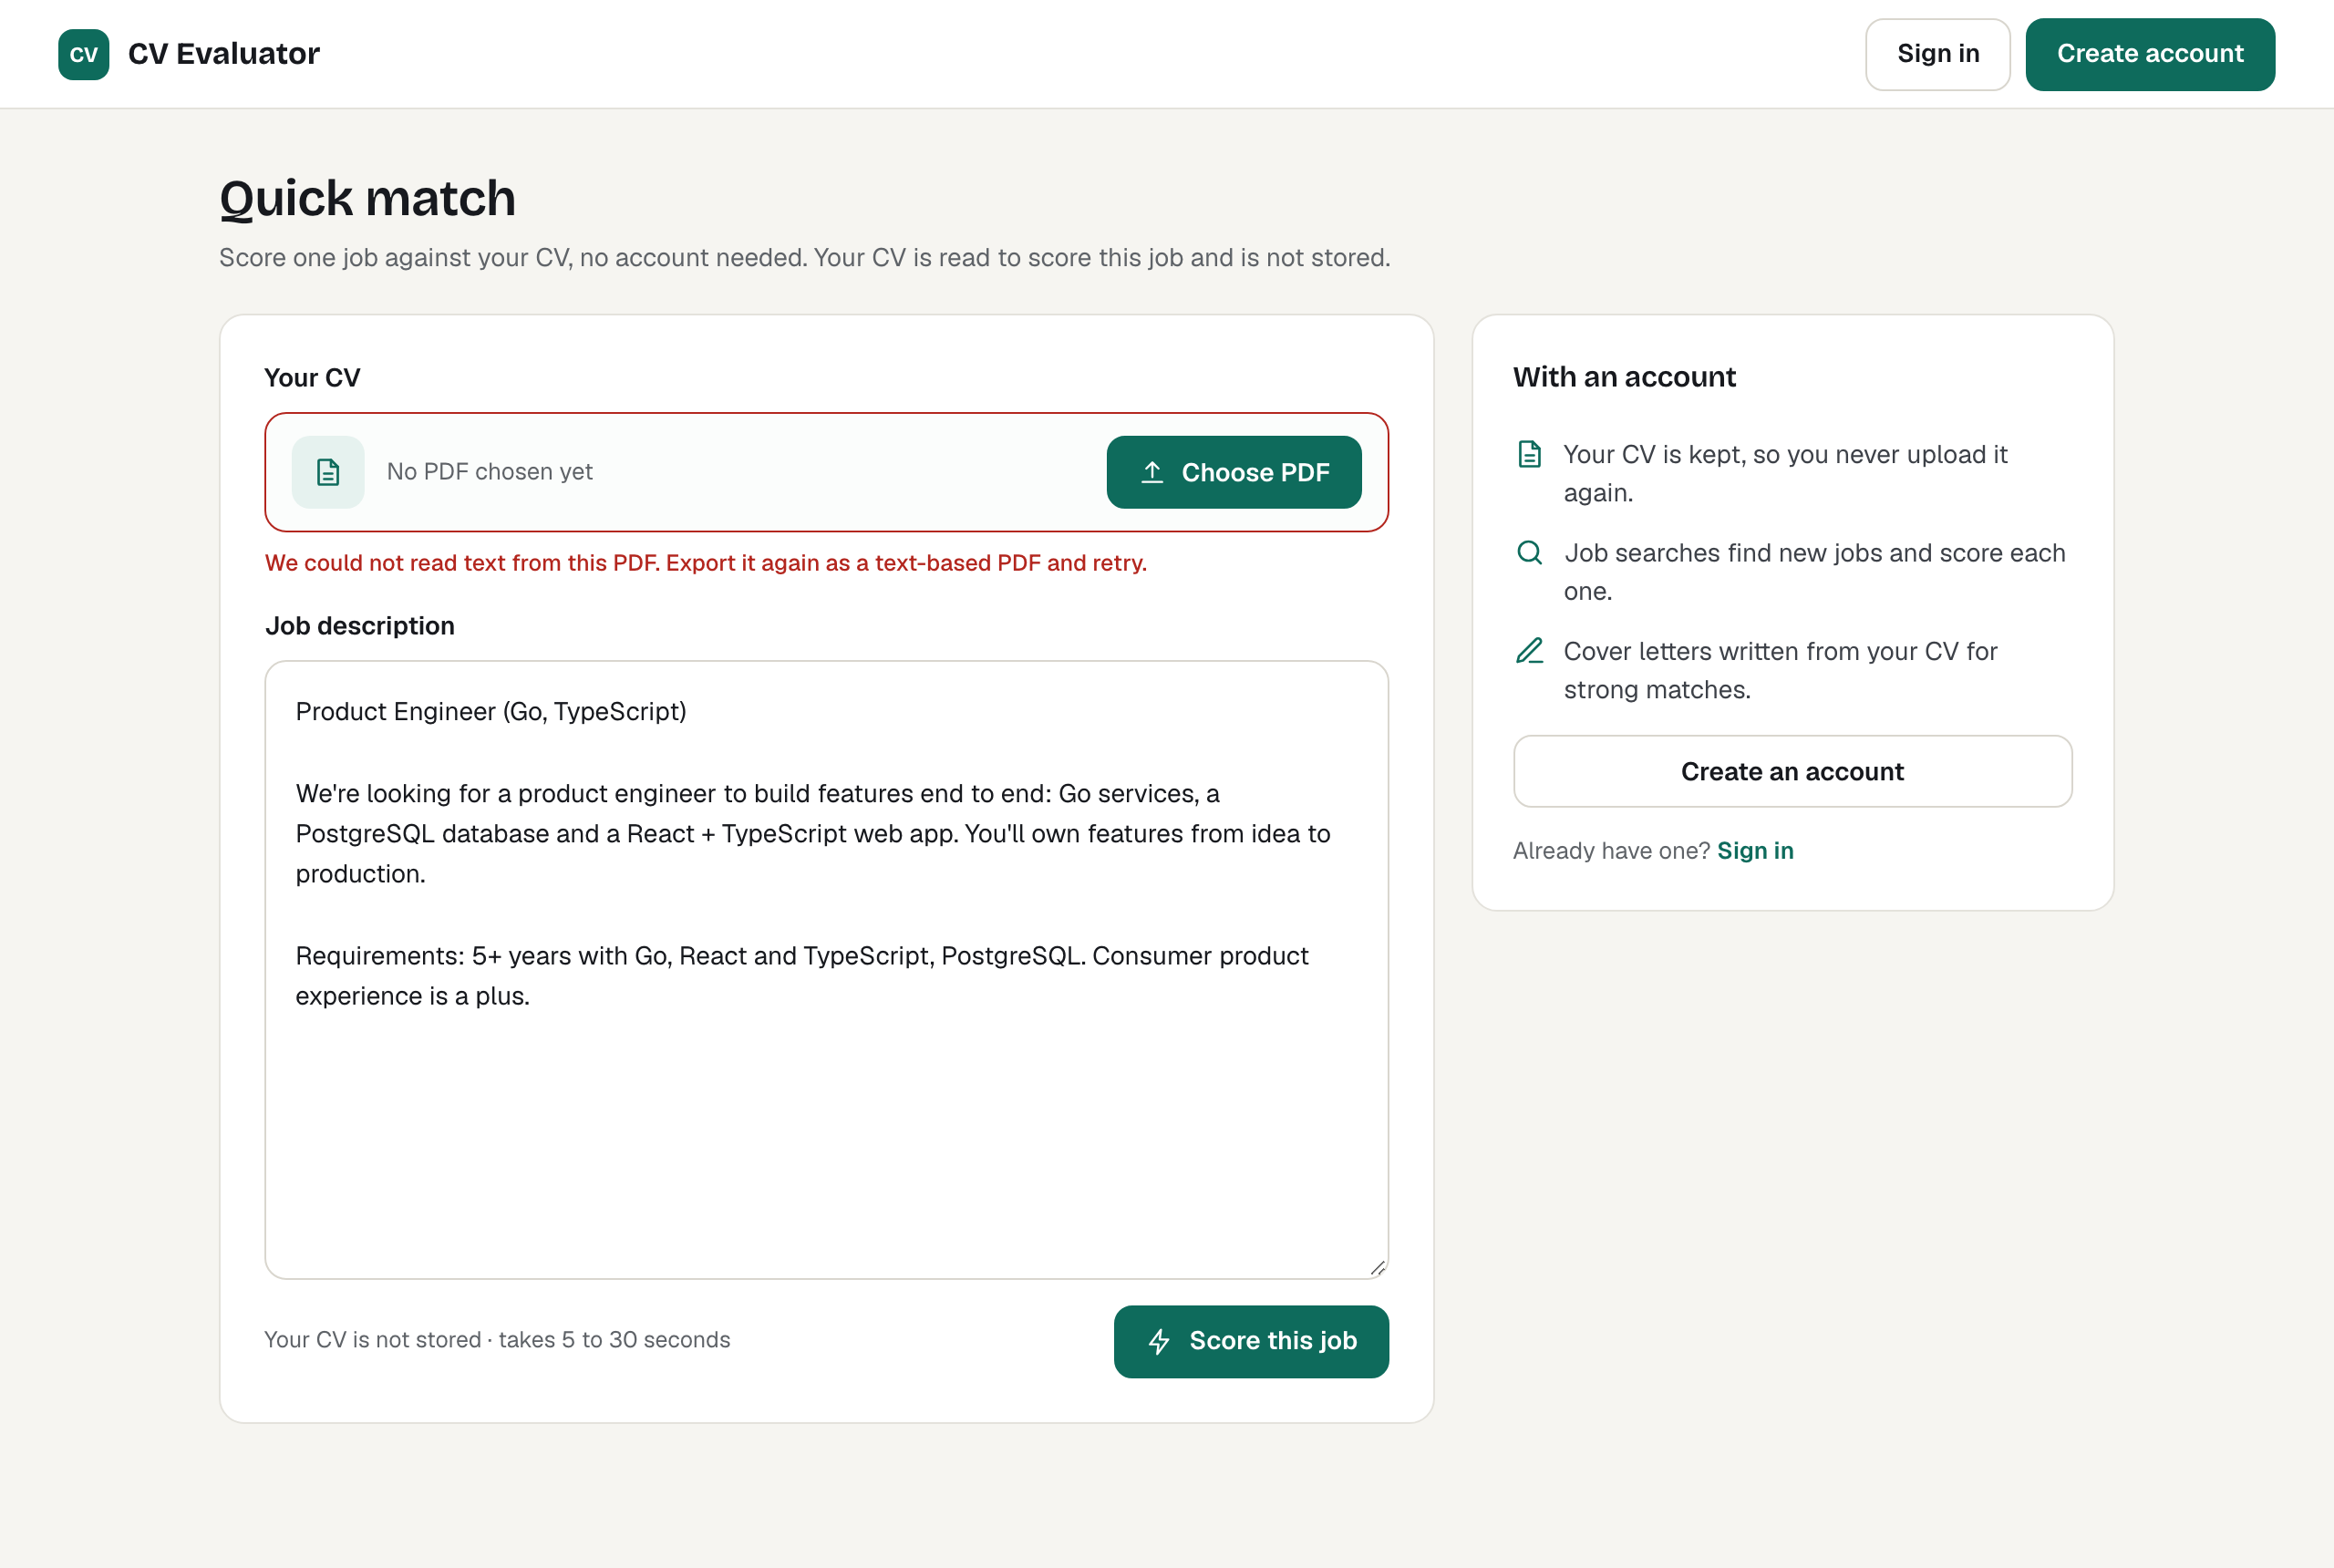 CV
CV Evaluator
Sign in
Create account
Quick match
Score one job against your CV, no account needed. Your CV is read to score this job and is not stored.
Your CV
No PDF chosen yet
Choose PDF
We could not read text from this PDF. Export it again as a text-based PDF and retry.
Job description
Product Engineer (Go, TypeScript)
We're looking for a product engineer to build features end to end: Go services, a
PostgreSQL database and a React + TypeScript web app. You'll own features from idea to
production.
Requirements: 5+ years with Go, React and TypeScript, PostgreSQL. Consumer product
experience is a plus.
Your CV is not stored · takes 5 to 30 seconds
Score this job
With an account
Your CV is kept, so you never upload it
again.
Job searches find new jobs and score each
one.
Cover letters written from your CV for
strong matches.
Create an account
Already have one? Sign in